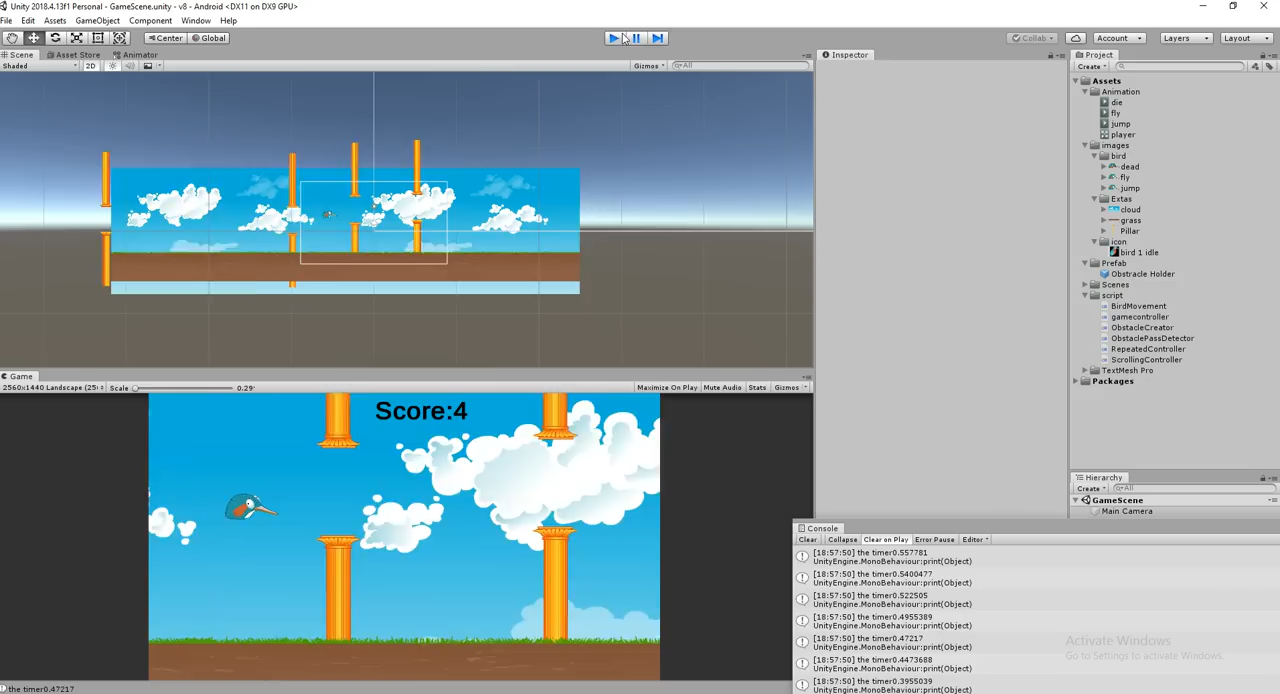 Unity 2018.4.13f1 Personal - GameScene.unity - v8 - Android <DX11 on DX9 GPU>
File Edit Assets GameObject Component Window Help
Center Global Collab Account Layers Layout
Scene Asset Store Animator
Shaded 2D Gizmos All
Inspector
Project
Create
Assets
Animation
die
fly
jump
player
images
bird
dead
fly
jump
Extas
cloud
grass
Pillar
icon
bird 1 idle
Prefab
Obstacle Holder
Scenes
script
BirdMovement
gamecontroller
ObstacleCreator
ObstaclePassDetector
RepeatedController
ScrollingController
TextMesh Pro
Packages
Game
2560x1440 Landscape (25 Scale 0.29 Maximize On Play Mute Audio Stats Gizmos
Score:4
Hierarchy
Create All
GameScene
Main Camera
Console
Clear Collapse Clear on Play Error Pause Editor
[18:57:50] the timer0.557781
UnityEngine.MonoBehaviour:print(Object)
[18:57:50] the timer0.5400477
UnityEngine.MonoBehaviour:print(Object)
[18:57:50] the timer0.522505
UnityEngine.MonoBehaviour:print(Object)
[18:57:50] the timer0.4955389
UnityEngine.MonoBehaviour:print(Object)
[18:57:50] the timer0.47217
UnityEngine.MonoBehaviour:print(Object)
[18:57:50] the timer0.4473688
UnityEngine.MonoBehaviour:print(Object)
[18:57:50] the timer0.3955039
UnityEngine.MonoBehaviour:print(Object)
Activate Windows
Go to Settings to activate Windows.
the timer0.47217